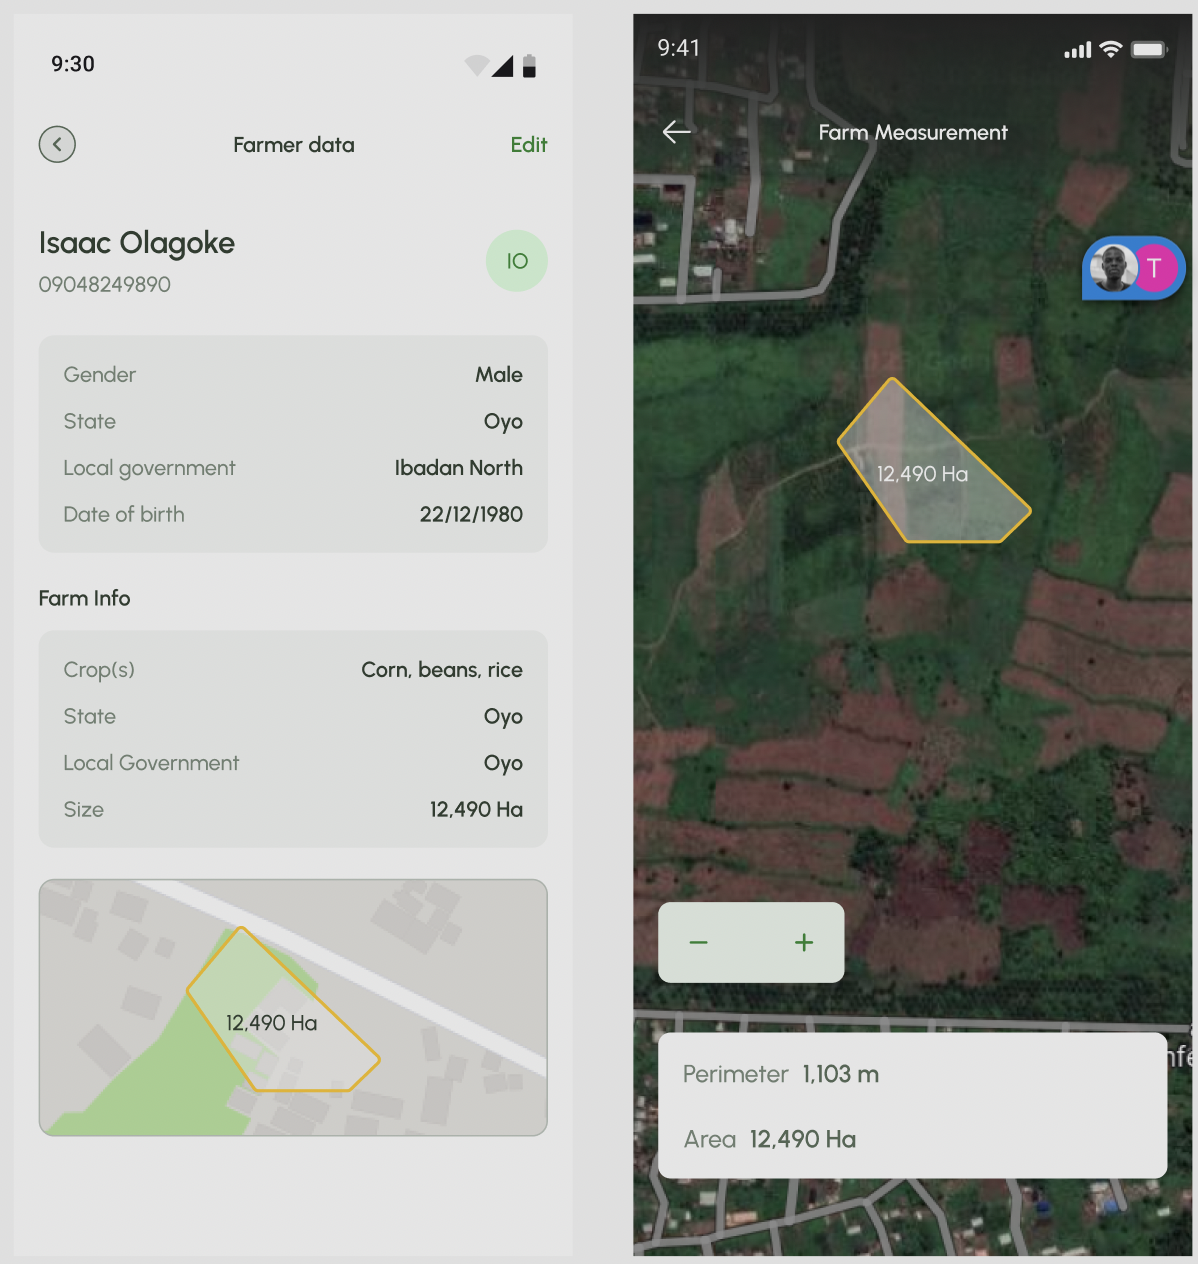 9:30
Farmer data
Edit
Isaac Olagoke
09048249890
IO
Gender Male
State Oyo
Local government Ibadan North
Date of birth 22/12/1980
Farm Info
Crop(s) Corn, beans, rice
State Oyo
Local Government Oyo
Size 12,490 Ha
12,490 Ha
9:41
Farm Measurement
T
12,490 Ha
− +
Perimeter 1,103 m
Area 12,490 Ha